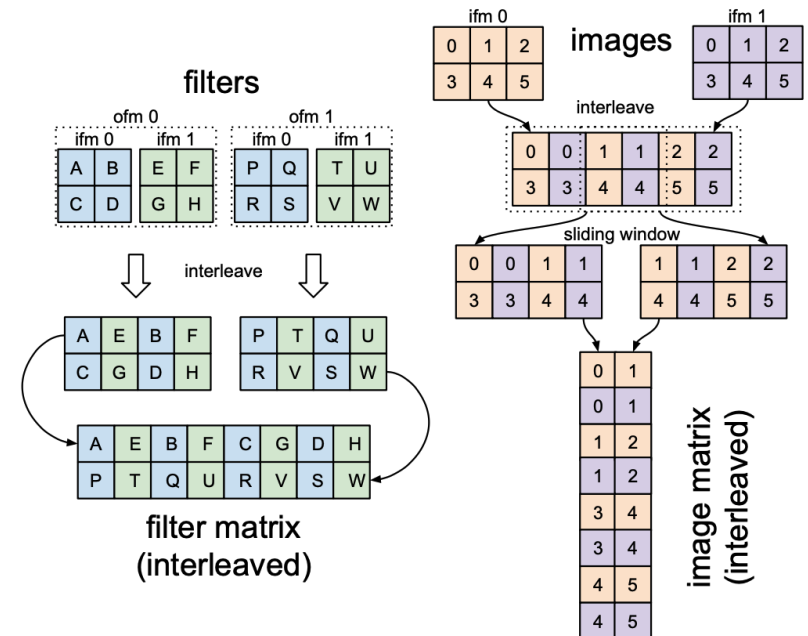 filters
ofm 0
ifm 0 ifm 1
A B E F
C D G H
ofm 1
ifm 0 ifm 1
P Q T U
R S V W
interleave
A E B F
C G D H
P T Q U
R V S W
A E B F C G D H
P T Q U R V S W
filter matrix
(interleaved)
images
ifm 0
0 1 2
3 4 5
ifm 1
0 1 2
3 4 5
interleave
0 0 1 1 2 2
3 3 4 4 5 5
sliding window
0 0 1 1
3 3 4 4
1 1 2 2
4 4 5 5
0 1
0 1
1 2
1 2
3 4
3 4
4 5
4 5
image matrix
(interleaved)